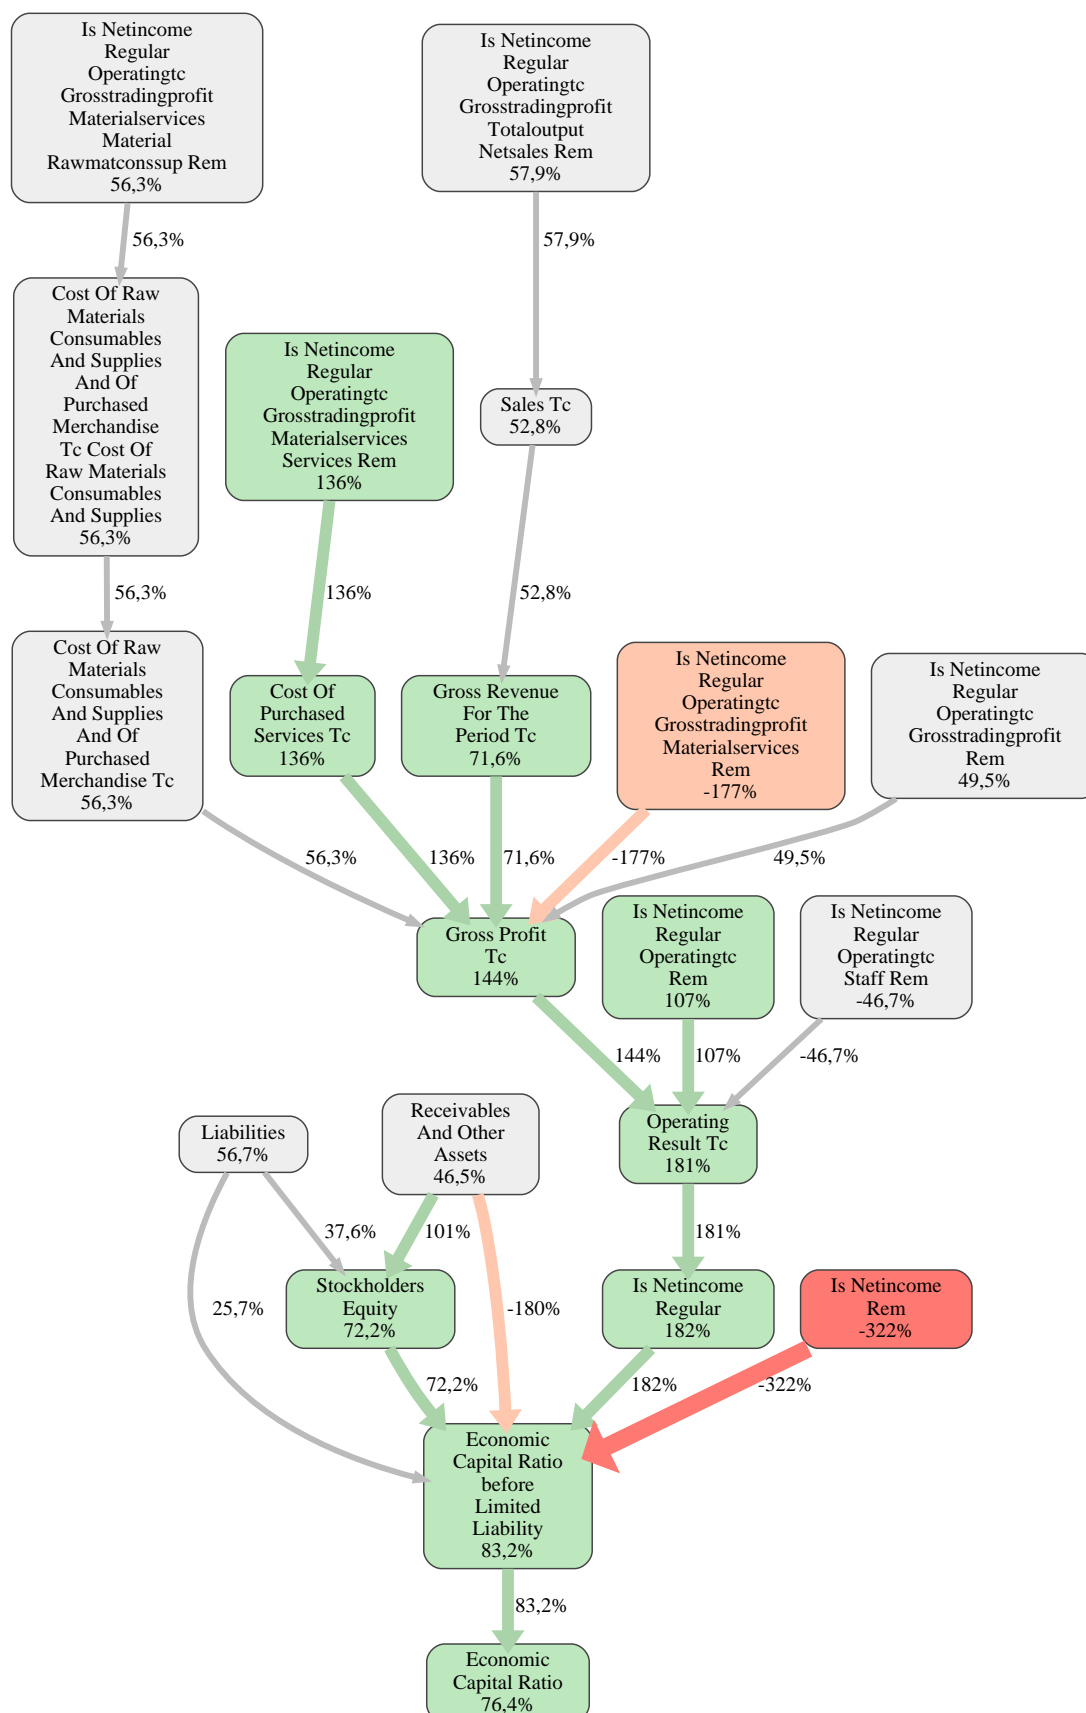 Is Netincome
Regular
Operatingtc
Grosstradingprofit
Materialservices
Material
Rawmatconssup Rem
56,3%
Is Netincome
Regular
Operatingtc
Grosstradingprofit
Totaloutput
Netsales Rem
57,9%
56,3%
57,9%
Cost Of Raw
Materials
Consumables
And Supplies
And Of
Purchased
Merchandise
Tc Cost Of
Raw Materials
Consumables
And Supplies
56,3%
Is Netincome
Regular
Operatingtc
Grosstradingprofit
Materialservices
Services Rem
136%
Sales Tc
52,8%
56,3%
136%
52,8%
Cost Of Raw
Materials
Consumables
And Supplies
And Of
Purchased
Merchandise Tc
56,3%
Cost Of
Purchased
Services Tc
136%
Gross Revenue
For The
Period Tc
71,6%
Is Netincome
Regular
Operatingtc
Grosstradingprofit
Materialservices
Rem
-177%
Is Netincome
Regular
Operatingtc
Grosstradingprofit
Rem
49,5%
56,3%
136%
71,6%
-177%
49,5%
Gross Profit
Tc
144%
Is Netincome
Regular
Operatingtc
Rem
107%
Is Netincome
Regular
Operatingtc
Staff Rem
-46,7%
144%
107%
-46,7%
Liabilities
56,7%
Receivables
And Other
Assets
46,5%
Operating
Result Tc
181%
37,6%
101%
181%
25,7%
Stockholders
Equity
72,2%
-180%
Is Netincome
Regular
182%
Is Netincome
Rem
-322%
72,2%
182%
-322%
Economic
Capital Ratio
before
Limited
Liability
83,2%
83,2%
Economic
Capital Ratio
76,4%